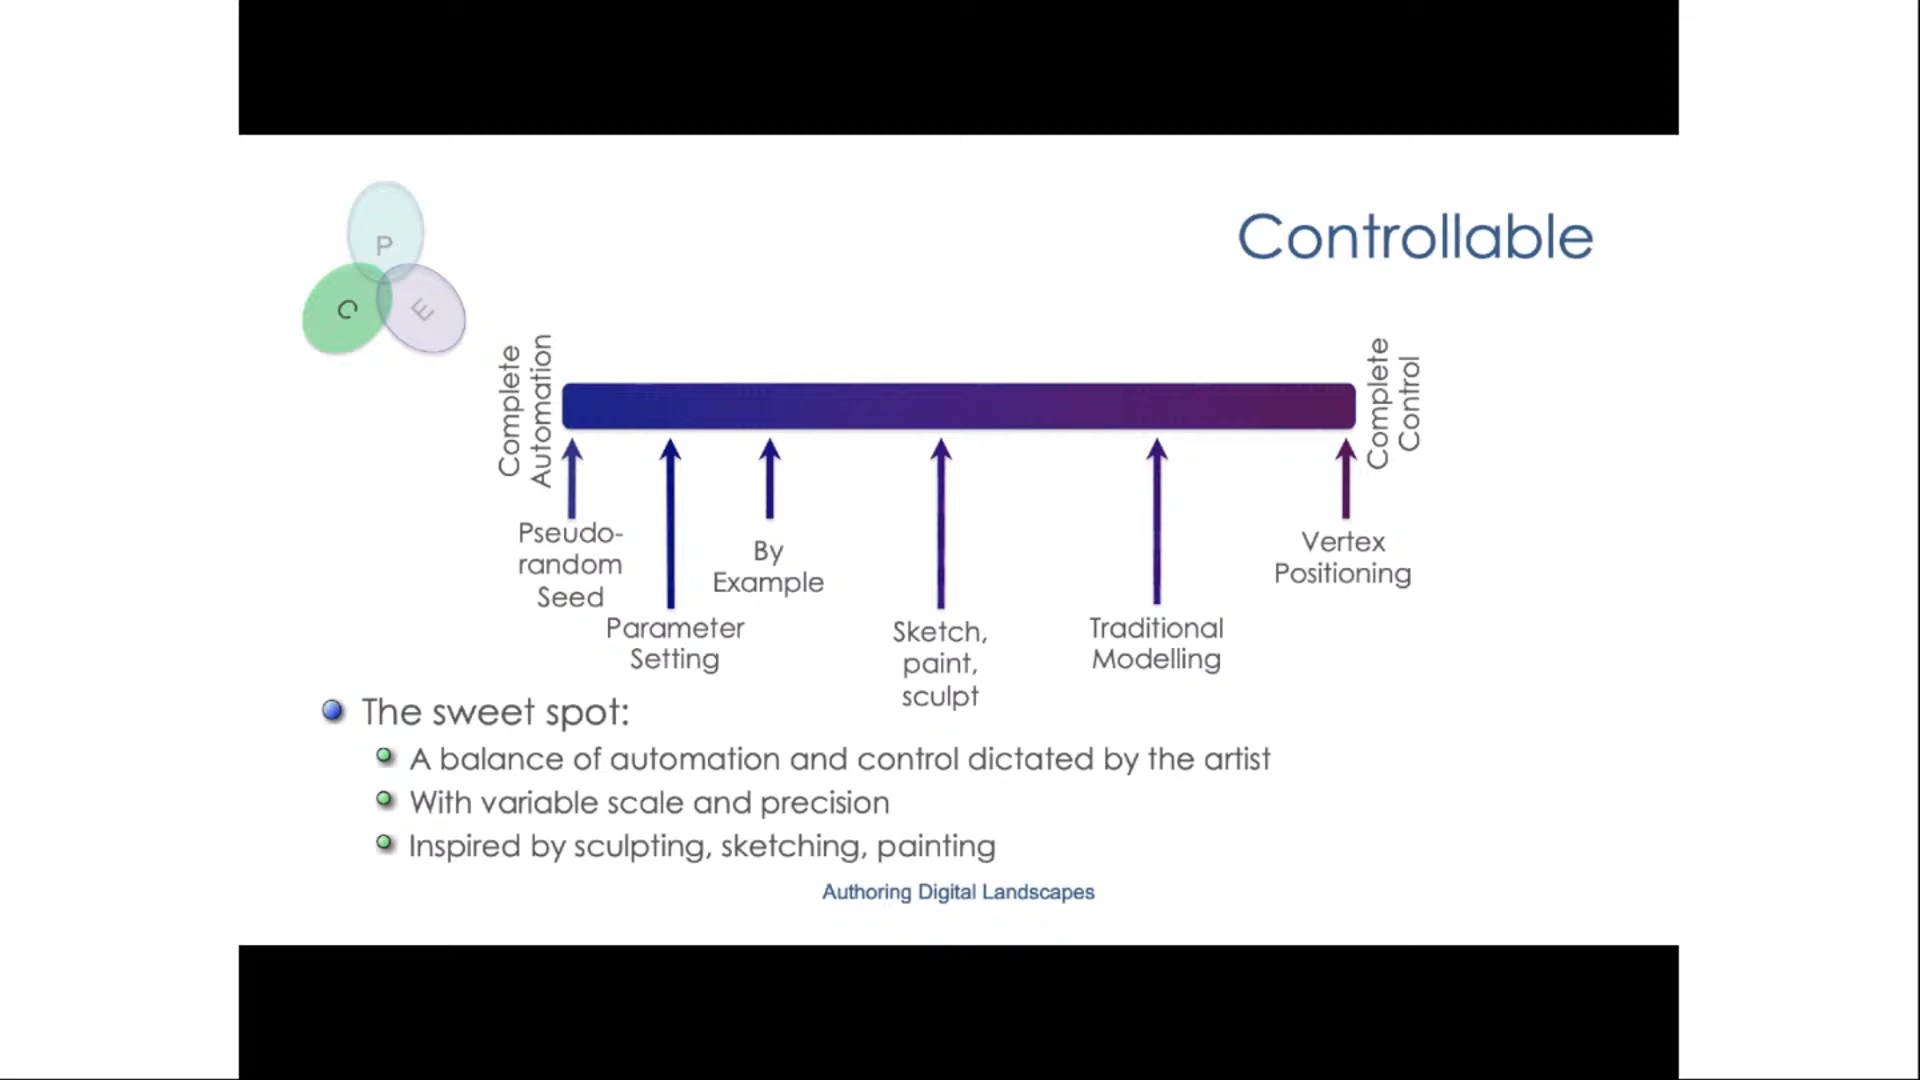 P
C
E
Controllable
Complete
Automation
Complete
Control
Pseudo-
random
Seed
Parameter
Setting
By
Example
Sketch,
paint,
sculpt
Traditional
Modelling
Vertex
Positioning
The sweet spot:
A balance of automation and control dictated by the artist
With variable scale and precision
Inspired by sculpting, sketching, painting
Authoring Digital Landscapes